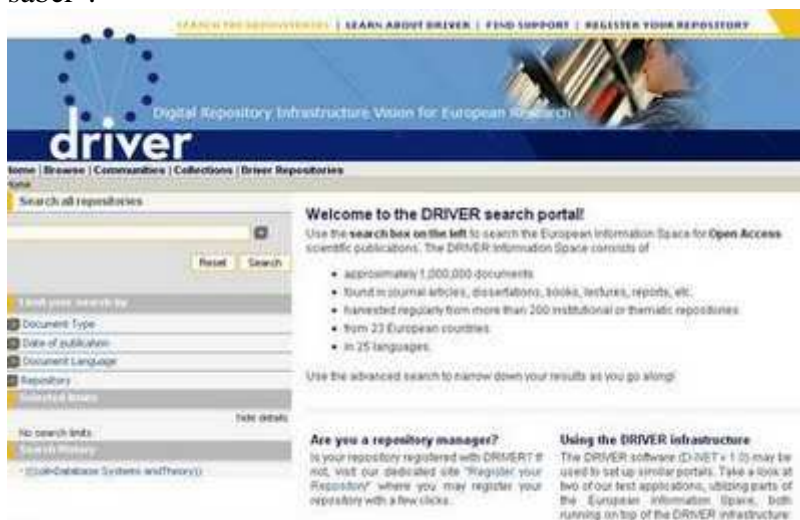 saber".
SEARCH THE REPOSITORIES | LEARN ABOUT DRIVER | FIND SUPPORT | REGISTER YOUR REPOSITORY
Digital Repository Infrastructure Vision for European Research
driver
Home | Browse | Communities | Collections | Driver Repositories
Home
Search all repositories
Reset Search
Limit your search by
Document Type
Date of publication
Document Language
Repository
Selected limits
hide details
No search limits.
Search History
Welcome to the DRIVER search portal!
Use the search box on the left to search the European Information Space for Open Access
scientific publications. The DRIVER Information Space consists of
• approximately 1,000,000 documents
• found in journal articles, dissertations, books, lectures, reports, etc.
• harvested regularly from more than 200 institutional or thematic repositories
• from 23 European countries
• in 25 languages.
Use the advanced search to narrow down your results as you go along!
Are you a repository manager?
Is your repository registered with DRIVER? If
not, visit our dedicated site "Register your
Repository" where you may register your
repository with a few clicks.
Using the DRIVER infrastructure
The DRIVER software (D-NET v 1.0) may be
used to set up similar portals. Take a look at
two of our test applications, utilizing parts of
the European Information Space, both
running on top of the DRIVER infrastructure: